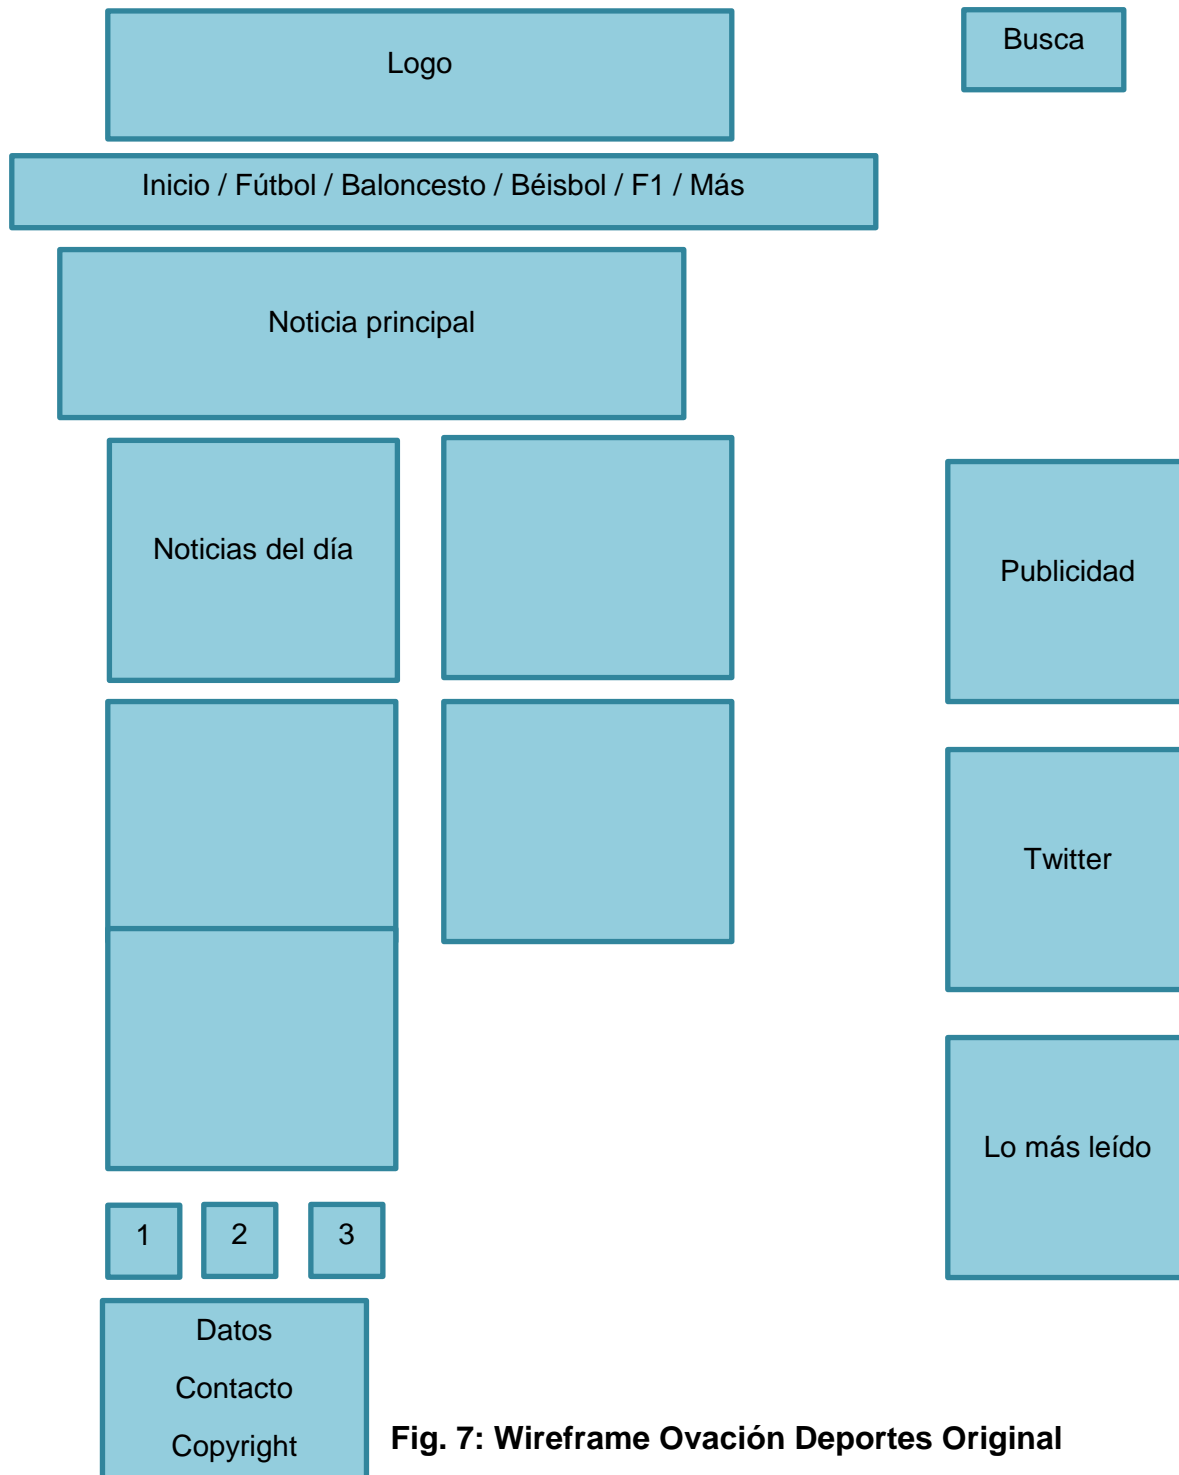 Logo
Busca
Inicio / Fútbol / Baloncesto / Béisbol / F1 / Más
Noticia principal
Noticias del día
Publicidad
Twitter
Lo más leído
1
2
3
Datos
Contacto
Copyright
Fig. 7: Wireframe Ovación Deportes Original